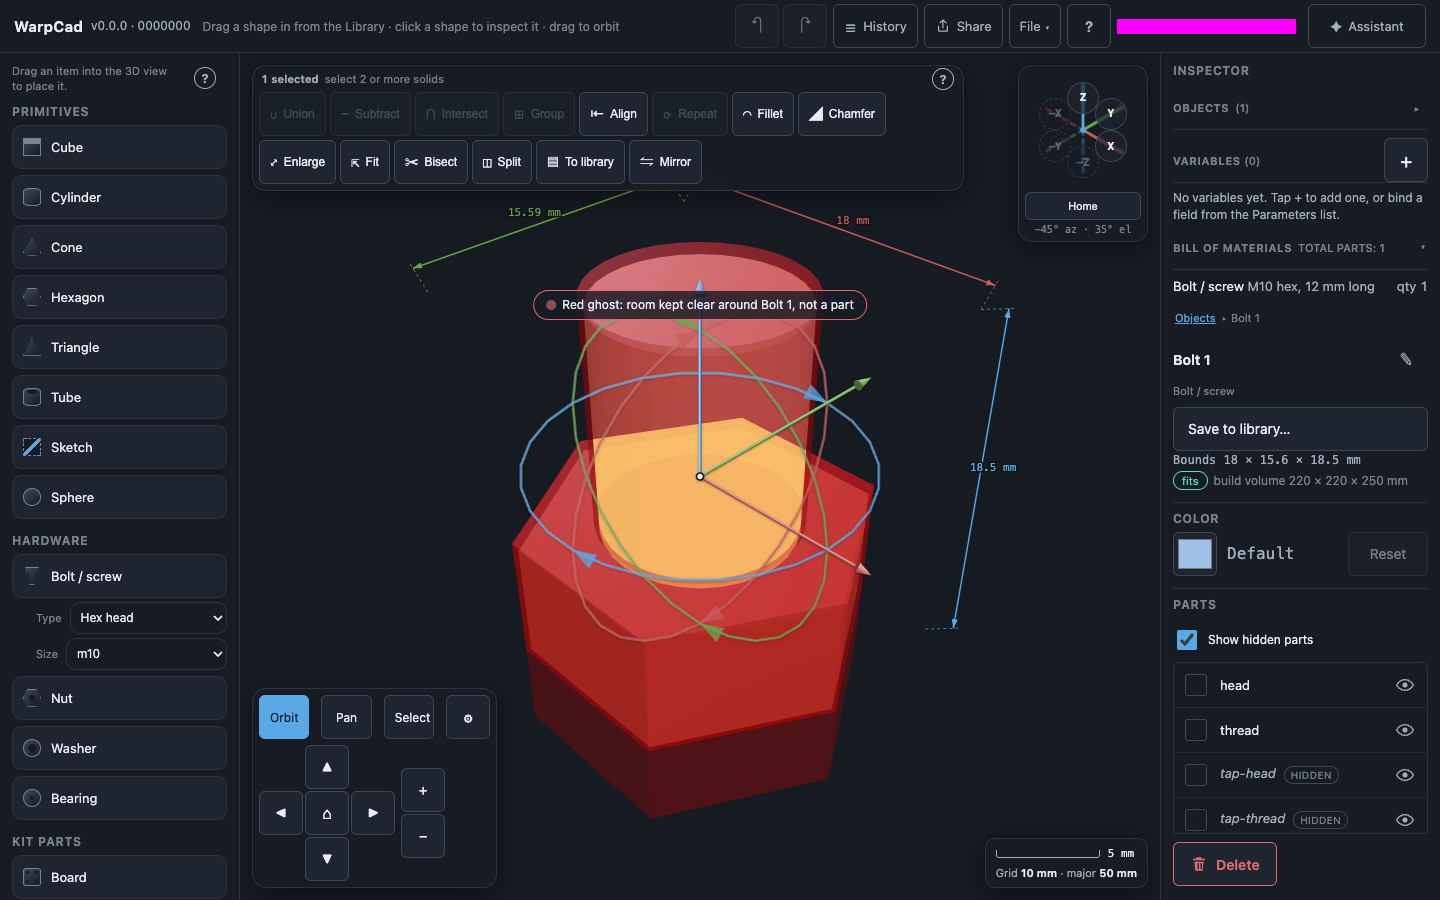 WarpCad v0.0.0 · 0000000 Drag a shape in from the Library · click a shape to inspect it · drag to orbit
History
Share
File
?
Assistant
Drag an item into the 3D view
to place it.
?
PRIMITIVES
Cube
Cylinder
Cone
Hexagon
Triangle
Tube
Sketch
Sphere
HARDWARE
Bolt / screw
Type Hex head
Size m10
Nut
Washer
Bearing
KIT PARTS
Board
1 selected select 2 or more solids
?
Union
Subtract
Intersect
Group
Align
Repeat
Fillet
Chamfer
Enlarge
Fit
Bisect
Split
To library
Mirror
15.59 mm
18 mm
18.5 mm
Red ghost: room kept clear around Bolt 1, not a part
Z
Y
X
−X
−Y
−Z
Home
−45° az · 35° el
Orbit
Pan
Select
+
−
5 mm
Grid 10 mm · major 50 mm
INSPECTOR
OBJECTS (1)
VARIABLES (0)
+
No variables yet. Tap + to add one, or bind a
field from the Parameters list.
BILL OF MATERIALS TOTAL PARTS: 1
Bolt / screw M10 hex, 12 mm long qty 1
Objects ▸ Bolt 1
Bolt 1
Bolt / screw
Save to library...
Bounds 18 × 15.6 × 18.5 mm
fits build volume 220 × 220 × 250 mm
COLOR
Default
Reset
PARTS
Show hidden parts
head
thread
tap-head HIDDEN
tap-thread HIDDEN
Delete